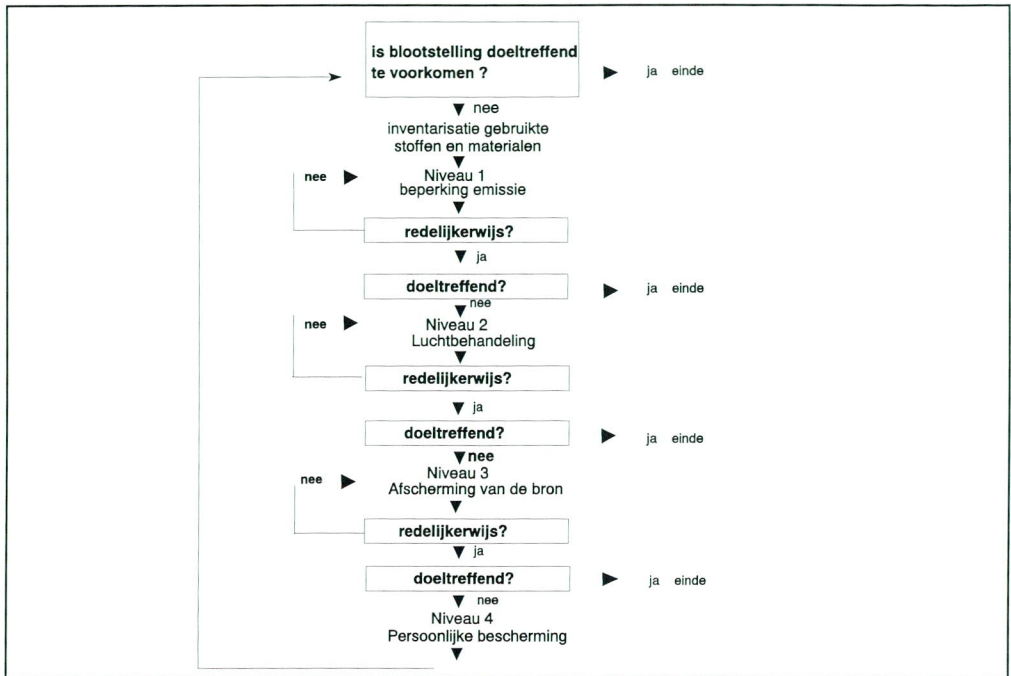 is blootstelling doeltreffend
te voorkomen ?
ja einde
nee
inventarisatie gebruikte
stoffen en materialen
nee
Niveau 1
beperking emissie
redelijkerwijs?
ja
doeltreffend?
ja einde
nee
nee
Niveau 2
Luchtbehandeling
redelijkerwijs?
ja
doeltreffend?
ja einde
nee
nee
Niveau 3
Afscherming van de bron
redelijkerwijs?
ja
doeltreffend?
ja einde
nee
Niveau 4
Persoonlijke bescherming